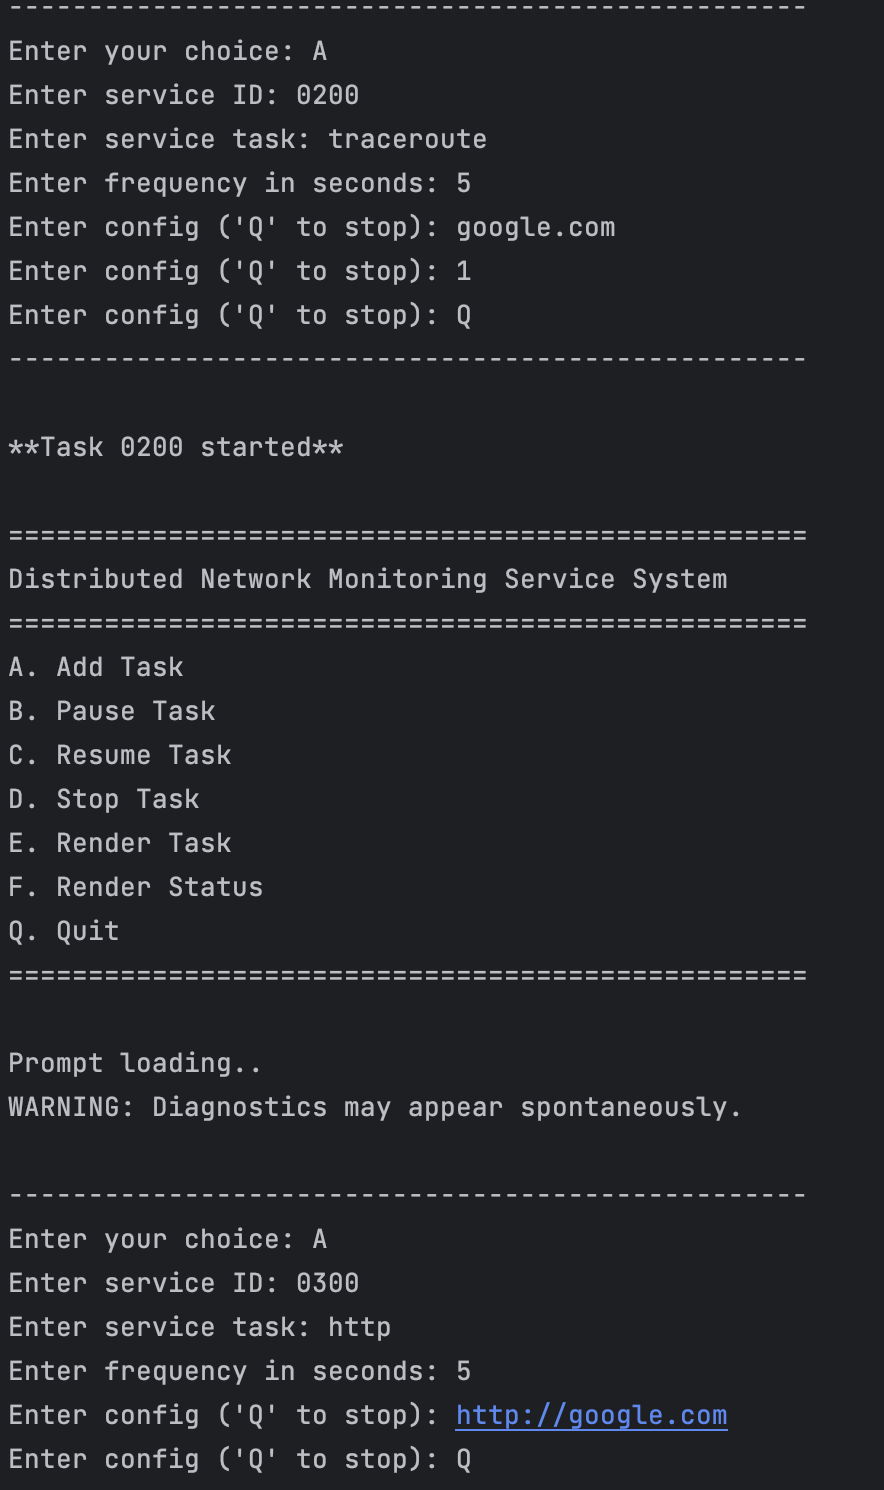 --------------------------------------------------
Enter your choice: A
Enter service ID: 0200
Enter service task: traceroute
Enter frequency in seconds: 5
Enter config ('Q' to stop): google.com
Enter config ('Q' to stop): 1
Enter config ('Q' to stop): Q
--------------------------------------------------
**Task 0200 started**
==================================================
Distributed Network Monitoring Service System
==================================================
A. Add Task
B. Pause Task
C. Resume Task
D. Stop Task
E. Render Task
F. Render Status
Q. Quit
==================================================
Prompt loading..
WARNING: Diagnostics may appear spontaneously.
--------------------------------------------------
Enter your choice: A
Enter service ID: 0300
Enter service task: http
Enter frequency in seconds: 5
Enter config ('Q' to stop): http://google.com
Enter config ('Q' to stop): Q